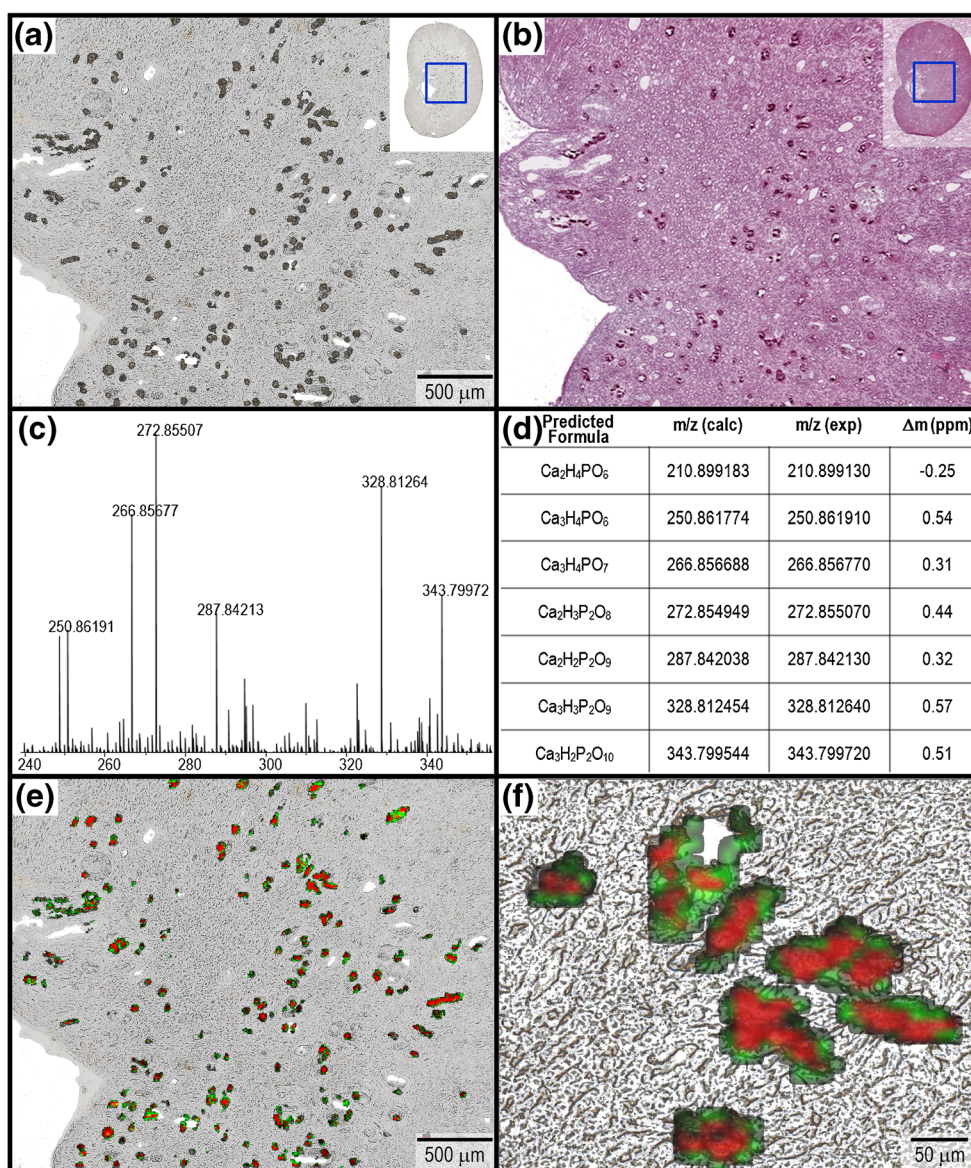 (a)
500 μm
(b)
(c)
272.85507
328.81264
266.85677
343.79972
287.84213
250.86191
240 260 280 300 320 340
(d) Predicted Formula m/z (calc) m/z (exp) Δm (ppm)
Ca₂H₄PO₆ 210.899183 210.899130 -0.25
Ca₃H₄PO₆ 250.861774 250.861910 0.54
Ca₃H₄PO₇ 266.856688 266.856770 0.31
Ca₂H₃P₂O₈ 272.854949 272.855070 0.44
Ca₂H₂P₂O₉ 287.842038 287.842130 0.32
Ca₃H₃P₂O₉ 328.812454 328.812640 0.57
Ca₃H₂P₂O₁₀ 343.799544 343.799720 0.51
(e)
500 μm
(f)
50 μm